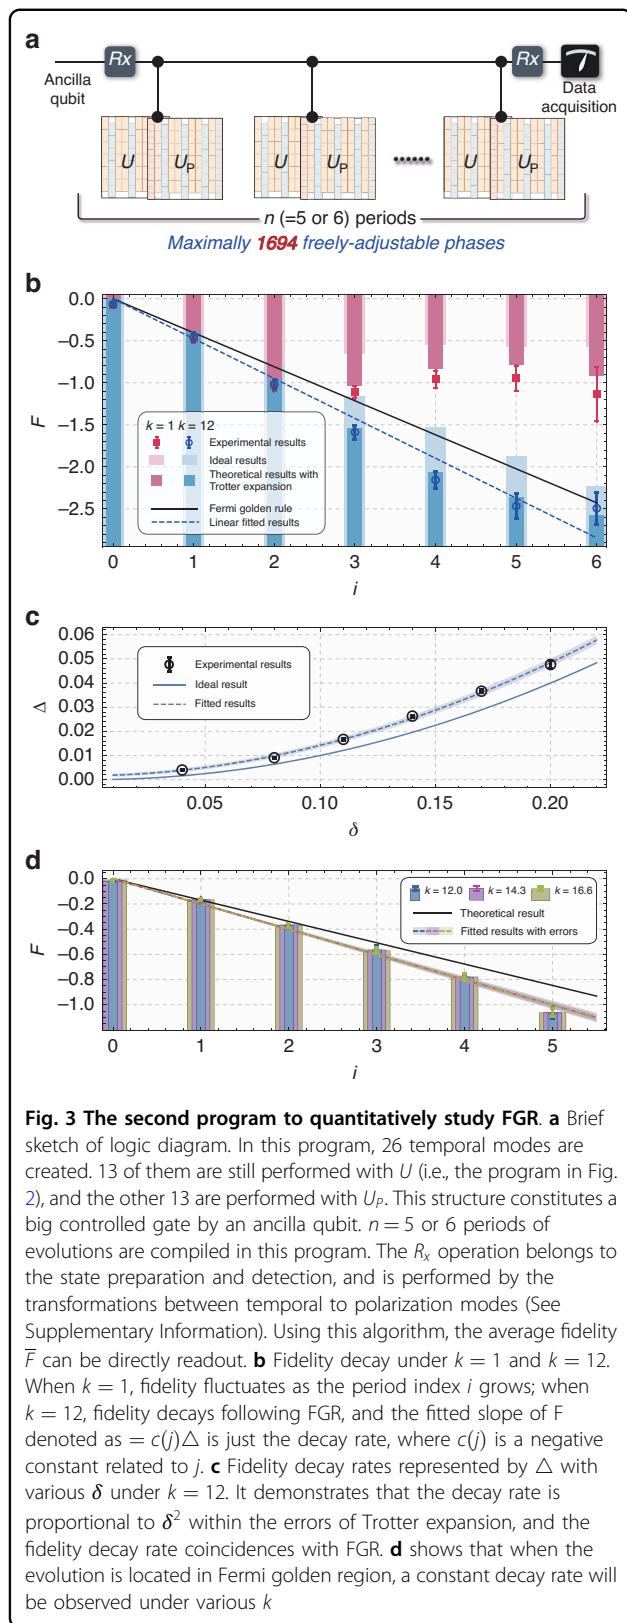 a
Rx
Rx
Ancilla
qubit
Data
acquisition
U
UP
U
UP
U
UP
n (=5 or 6) periods
Maximally 1694 freely-adjustable phases
b
0.0
−0.5
−1.0
−1.5
−2.0
−2.5
F
k = 1 k = 12
Experimental results
Ideal results
Theoretical results with
Trotter expansion
Fermi golden rule
Linear fitted results
0 1 2 3 4 5 6
i
c
0.06
0.05
0.04
0.03
0.02
0.01
0.00
Δ
Experimental results
Ideal result
Fitted results
0.05 0.10 0.15 0.20
δ
d
0.0
−0.2
−0.4
−0.6
−0.8
−1.0
F
k = 12.0 k = 14.3 k = 16.6
Theoretical result
Fitted results with errors
0 1 2 3 4 5
i
Fig. 3 The second program to quantitatively study FGR. a Brief
sketch of logic diagram. In this program, 26 temporal modes are
created. 13 of them are still performed with U (i.e., the program in Fig.
2), and the other 13 are performed with UP. This structure constitutes a
big controlled gate by an ancilla qubit. n = 5 or 6 periods of
evolutions are compiled in this program. The Rx operation belongs to
the state preparation and detection, and is performed by the
transformations between temporal to polarization modes (See
Supplementary Information). Using this algorithm, the average fidelity
F̅ can be directly readout. b Fidelity decay under k = 1 and k = 12.
When k = 1, fidelity fluctuates as the period index i grows; when
k = 12, fidelity decays following FGR, and the fitted slope of F
denoted as = c(j)△ is just the decay rate, where c(j) is a negative
constant related to j. c Fidelity decay rates represented by △ with
various δ under k = 12. It demonstrates that the decay rate is
proportional to δ² within the errors of Trotter expansion, and the
fidelity decay rate coincidences with FGR. d shows that when the
evolution is located in Fermi golden region, a constant decay rate will
be observed under various k